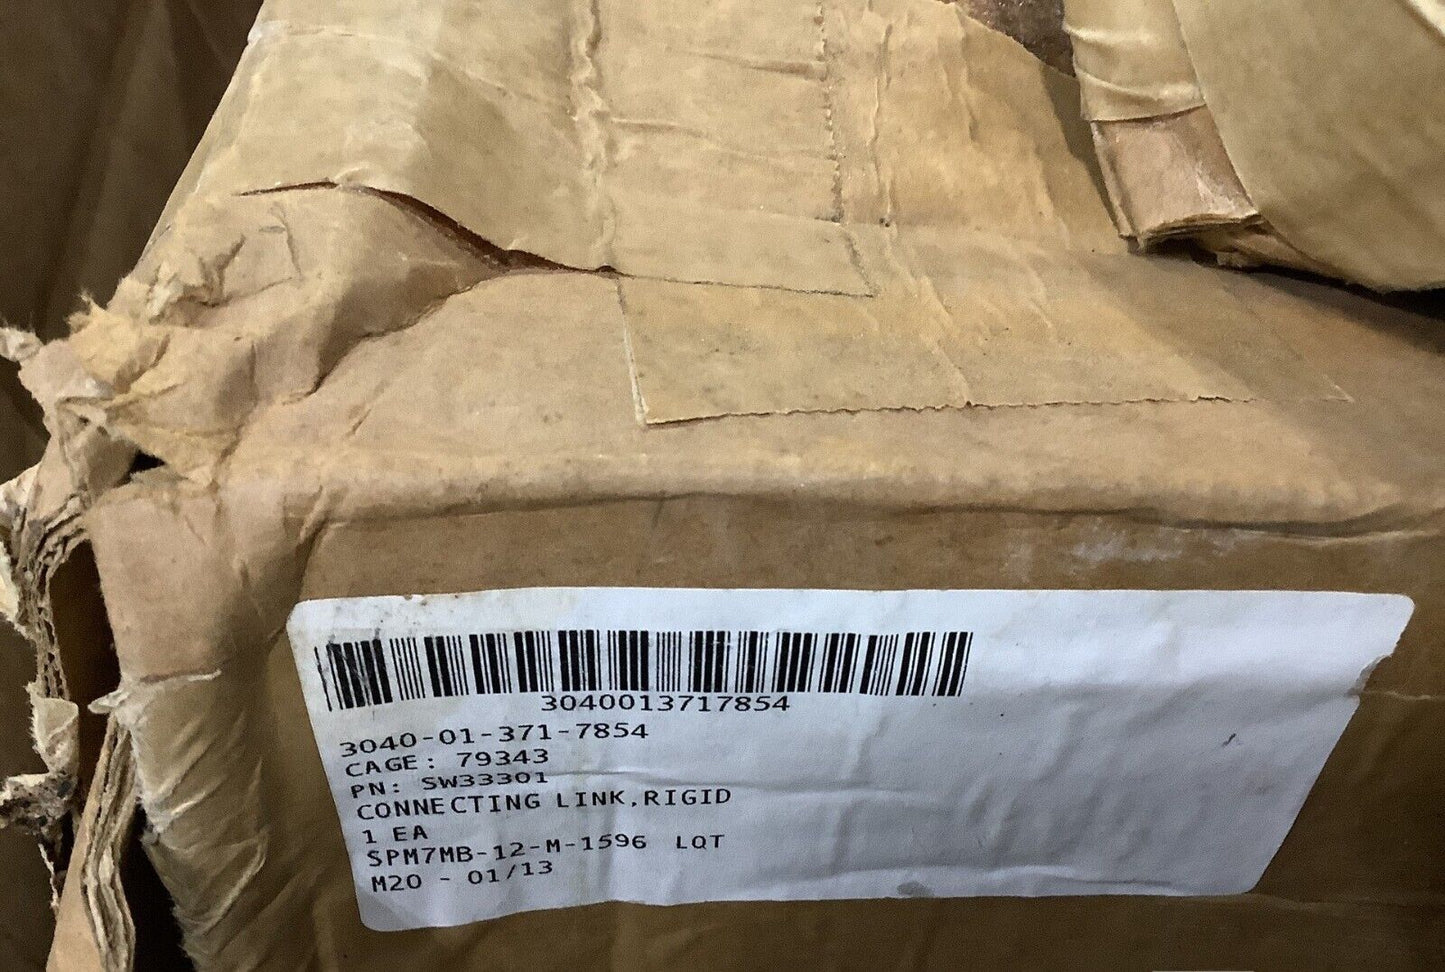 3040013717854
3040-01-371-7854
CAGE: 79343
PN: SW33301
CONNECTING LINK,RIGID
1 EA
SPM7MB-12-M-1596 LQT
M20 - 01/13